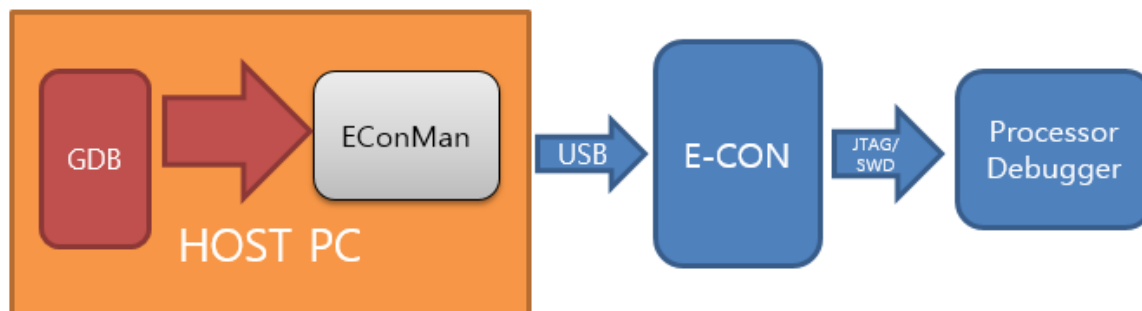 GDB
EConMan
HOST PC
USB
E-CON
JTAG/
SWD
Processor
Debugger